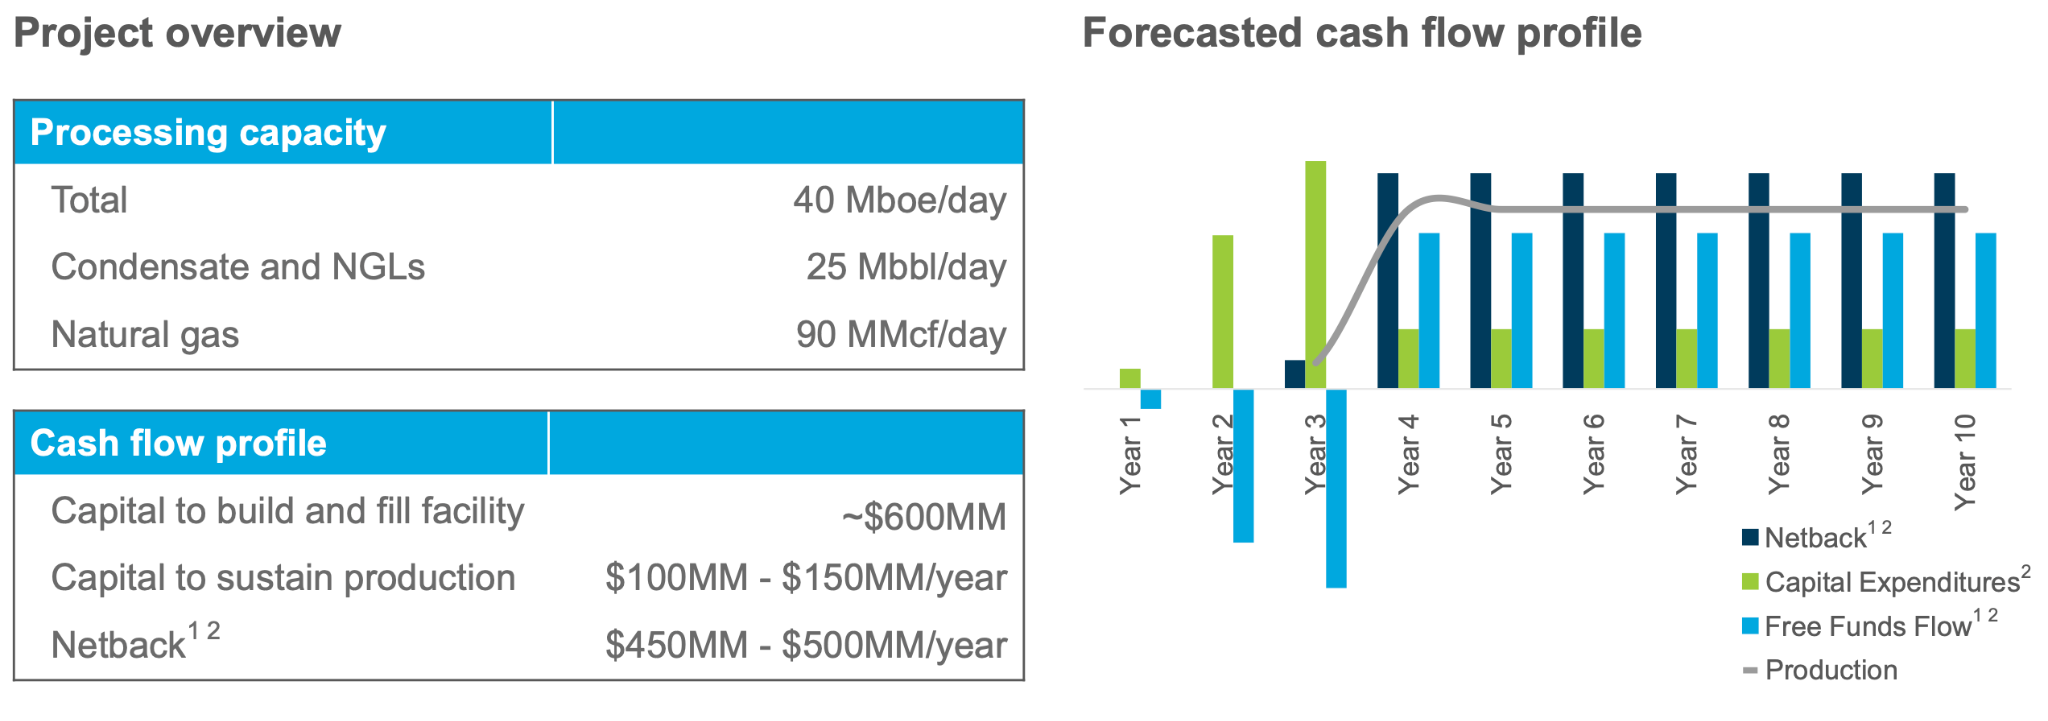 Project overview
Processing capacity
Total 40 Mboe/day
Condensate and NGLs 25 Mbbl/day
Natural gas 90 MMcf/day
Cash flow profile
Capital to build and fill facility ~$600MM
Capital to sustain production $100MM - $150MM/year
Netback1 2 $450MM - $500MM/year
Forecasted cash flow profile
Year 1
Year 2
Year 3
Year 4
Year 5
Year 6
Year 7
Year 8
Year 9
Year 10
Netback1 2
Capital Expenditures2
Free Funds Flow1 2
Production